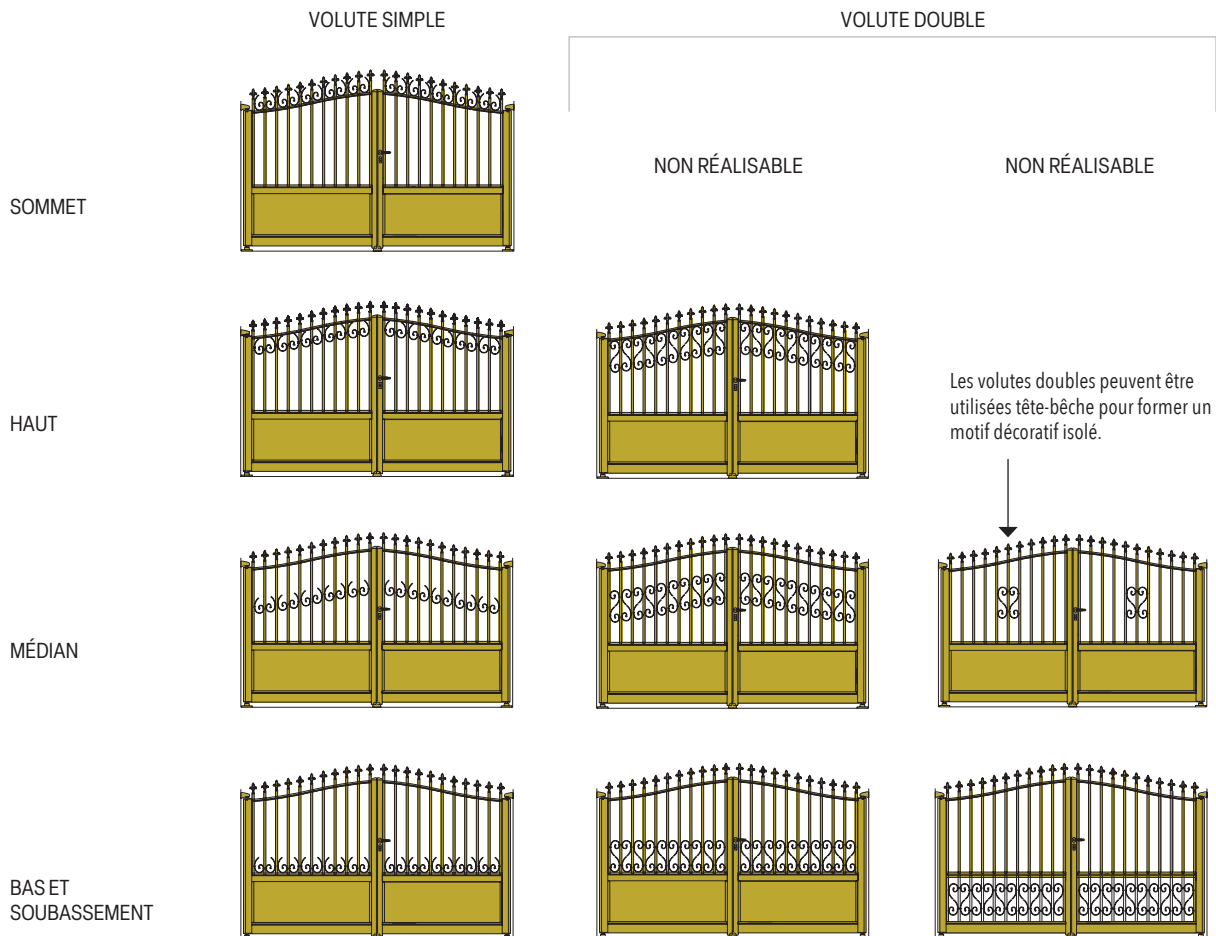 VOLUTE SIMPLE
VOLUTE DOUBLE
NON RÉALISABLE
NON RÉALISABLE
SOMMET
HAUT
Les volutes doubles peuvent être
utilisées tête-bêche pour former un
motif décoratif isolé.
MÉDIAN
BAS ET
SOUBASSEMENT